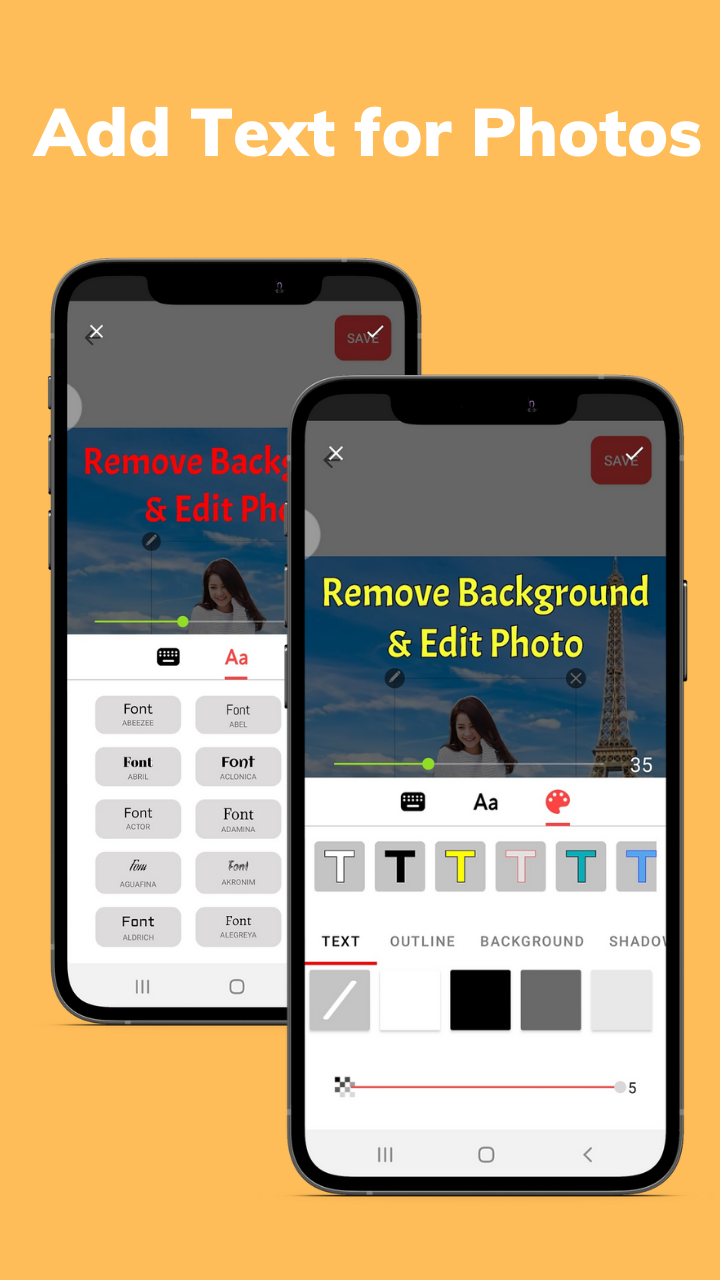 Add Text for Photos
SAVE
Remove Backg
& Edit Pho
Aa
Font
ABEEZEE
Font
ABEL
Font
ABRIL
Font
ACLONICA
Font
ACTOR
Font
ADAMINA
Font
AGUAFINA
Font
AKRONIM
Font
ALDRICH
Font
ALEGREYA
SAVE
Remove Background
& Edit Photo
35
Aa
T T T T T T
TEXT OUTLINE BACKGROUND SHADOW
5